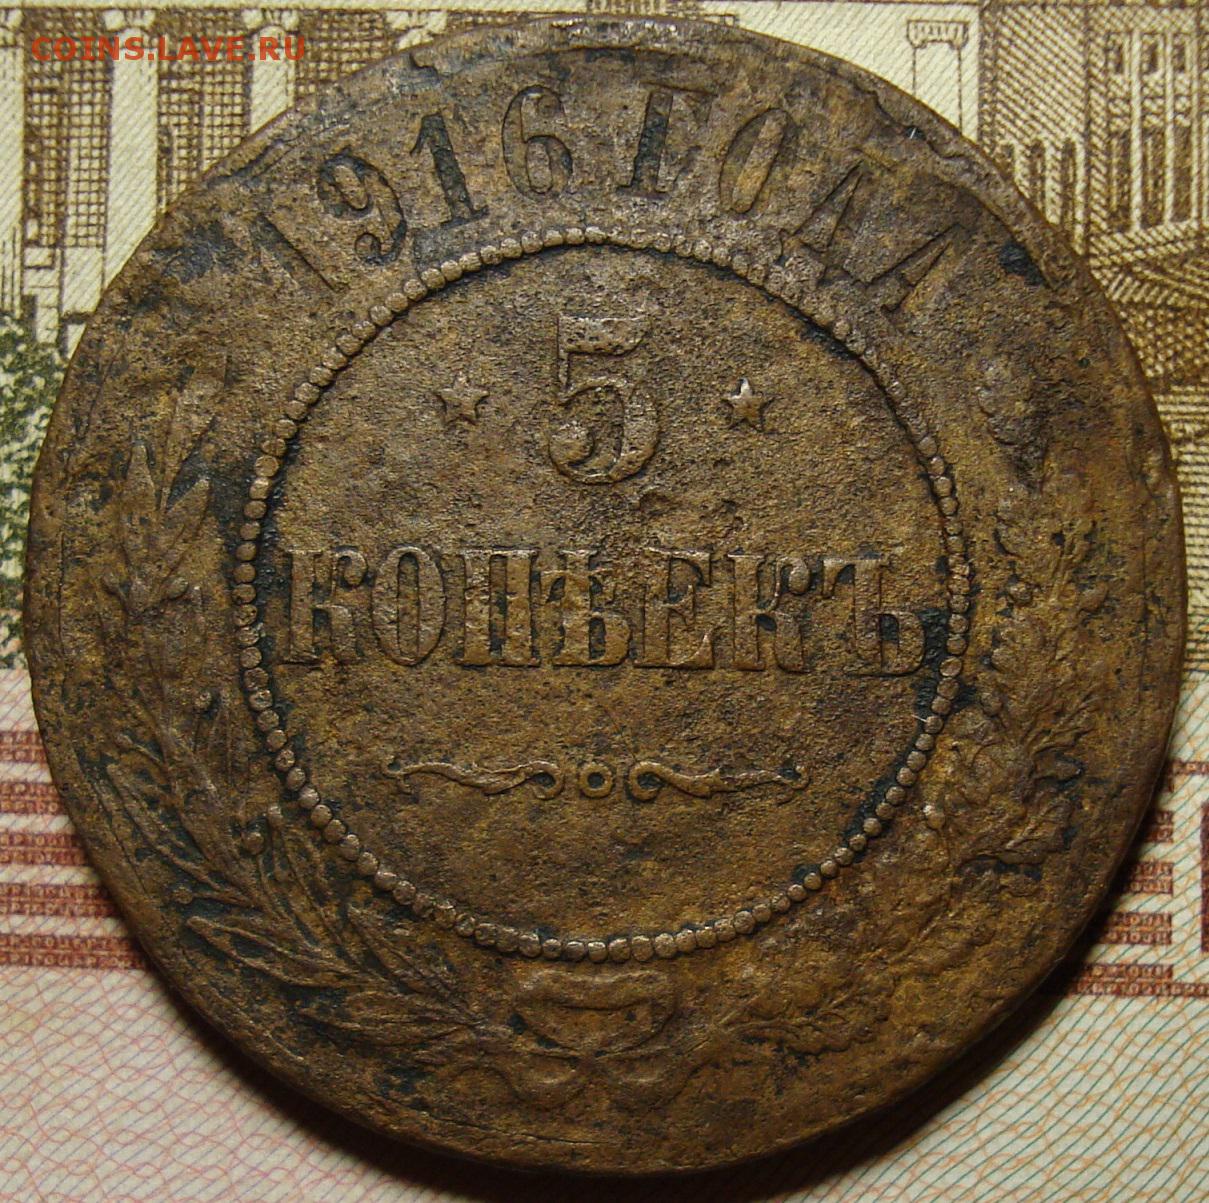 COINS.LAVE.RU
1916 ГОДА
5
КОПѢЕКЪ